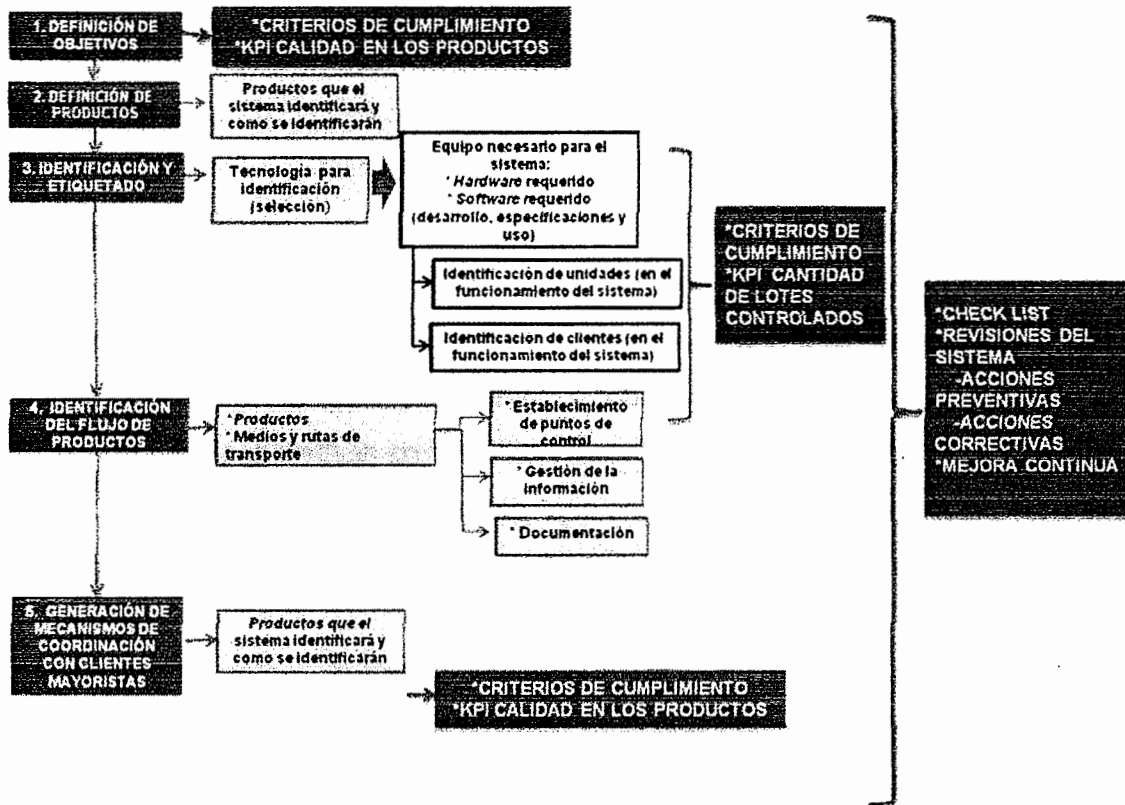 1. DEFINICIÓN DE
OBJETIVOS
*CRITERIOS DE CUMPLIMIENTO
*KPI CALIDAD EN LOS PRODUCTOS
2. DEFINICIÓN DE
PRODUCTOS
Productos que el
sistema identificará y
como se identificarán
3. IDENTIFICACIÓN Y
ETIQUETADO
Tecnología para
identificación
(selección)
Equipo necesario para el
sistema:
* Hardware requerido
* Software requerido
(desarrollo, especificaciones y
uso)
Identificación de unidades (en el
funcionamiento del sistema)
Identificación de clientes (en el
funcionamiento del sistema)
*CRITERIOS DE
CUMPLIMIENTO
*KPI CANTIDAD
DE LOTES
CONTROLADOS
*CHECK LIST
*REVISIONES DEL
SISTEMA
-ACCIONES
PREVENTIVAS
-ACCIONES
CORRECTIVAS
*MEJORA CONTINUA
4. IDENTIFICACIÓN
DEL FLUJO DE
PRODUCTOS
* Productos
* Medios y rutas de
transporte
* Establecimiento
de puntos de
control
* Gestión de la
información
* Documentación
5. GENERACIÓN DE
MECANISMOS DE
COORDINACIÓN
CON CLIENTES
MAYORISTAS
Productos que el
sistema identificará y
como se identificarán
*CRITERIOS DE CUMPLIMIENTO
*KPI CALIDAD EN LOS PRODUCTOS